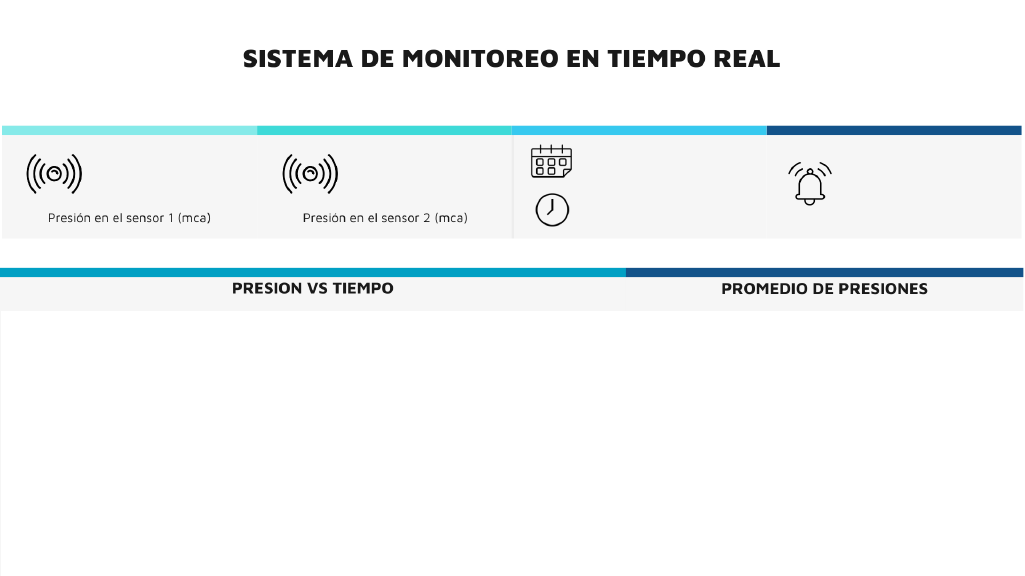 SISTEMA DE MONITOREO EN TIEMPO REAL
Presión en el sensor 1 (mca)
Presión en el sensor 2 (mca)
PRESION VS TIEMPO
PROMEDIO DE PRESIONES